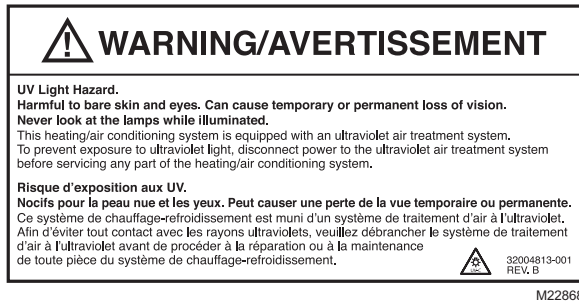 WARNING/AVERTISSEMENT
UV Light Hazard.
Harmful to bare skin and eyes. Can cause temporary or permanent loss of vision.
Never look at the lamps while illuminated.
This heating/air conditioning system is equipped with an ultraviolet air treatment system.
To prevent exposure to ultraviolet light, disconnect power to the ultraviolet air treatment system
before servicing any part of the heating/air conditioning system.
Risque d'exposition aux UV.
Nocifs pour la peau nue et les yeux. Peut causer une perte de la vue temporaire ou permanente.
Ce système de chauffage-refroidissement est muni d'un système de traitement d'air à l'ultraviolet.
Afin d'éviter tout contact avec les rayons ultraviolets, veuillez débrancher le système de traitement
d'air à l'ultraviolet avant de procéder à la réparation ou à la maintenance
de toute pièce du système de chauffage-refroidissement.
32004813-001
REV. B
M22868